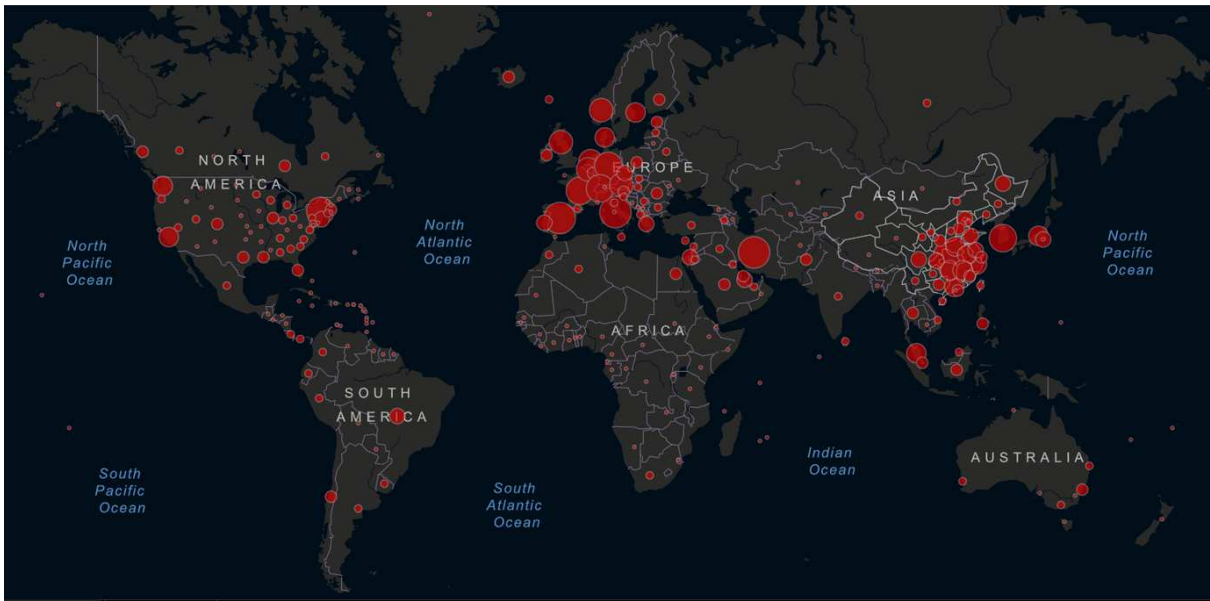 NORTH
AMERICA
EUROPE
ASIA
North
Pacific
Ocean
North
Atlantic
Ocean
North
Pacific
Ocean
AFRICA
SOUTH
AMERICA
South
Pacific
Ocean
South
Atlantic
Ocean
Indian
Ocean
AUSTRALIA